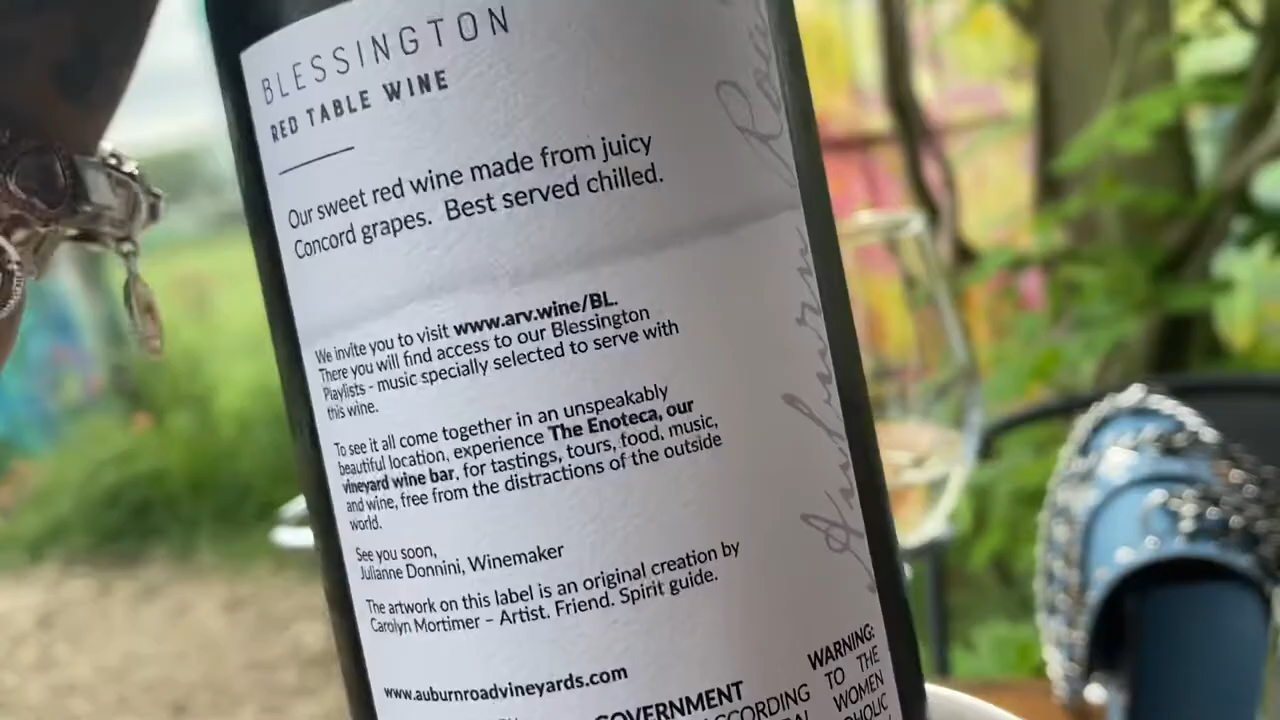 BLESSINGTON
RED TABLE WINE
Our sweet red wine made from juicy
Concord grapes. Best served chilled.
We invite you to visit www.arv.wine/BL.
There you will find access to our Blessington
Playlists - music specially selected to serve with
this wine.
To see it all come together in an unspeakably
beautiful location, experience The Enoteca, our
vineyard wine bar, for tastings, tours, food, music,
and wine, free from the distractions of the outside
world.
See you soon,
Julianne Donnini, Winemaker
The artwork on this label is an original creation by
Carolyn Mortimer – Artist. Friend. Spirit guide.
www.auburnroadvineyards.com
GOVERNMENT WARNING:
ACCORDING TO THE
WOMEN
Auburn Road